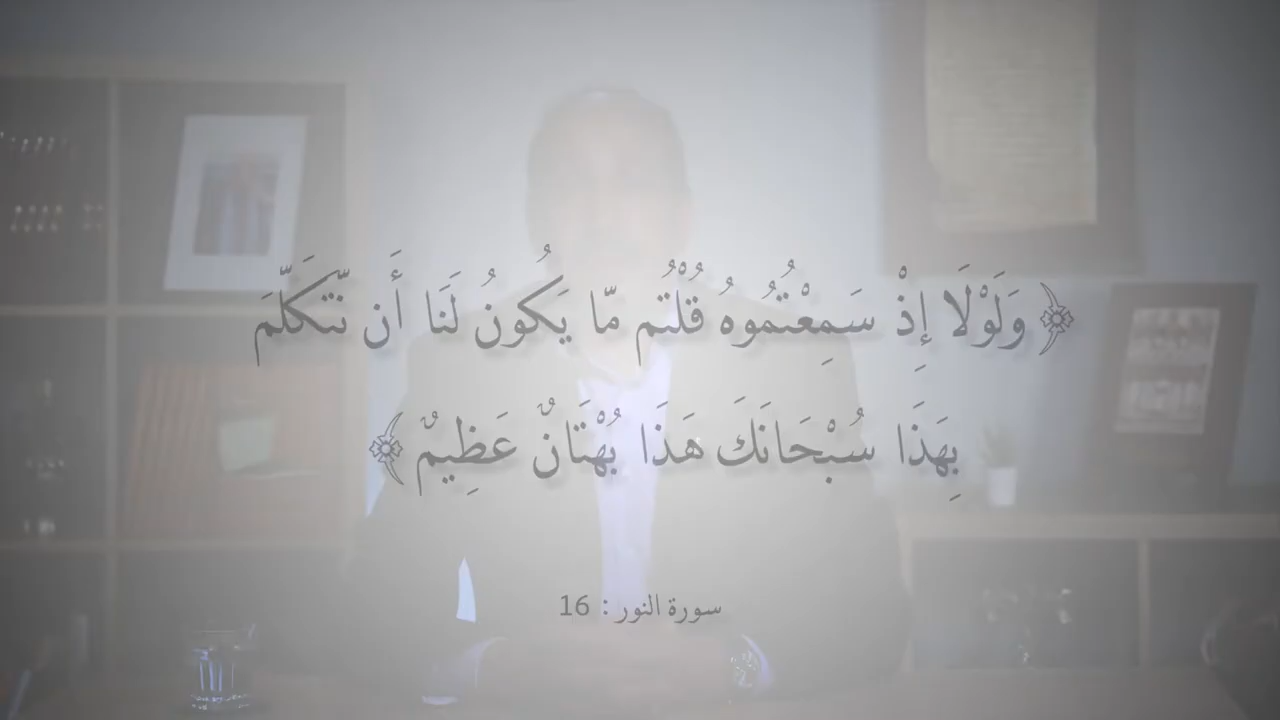 ﴿ وَلَوْلَا إِذْ سَمِعْتُمُوهُ قُلْتُم مَّا يَكُونُ لَنَا أَن نَّتَكَلَّمَ
بِهَذَا سُبْحَانَكَ هَذَا بُهْتَانٌ عَظِيمٌ ﴾
سورة النور : 16